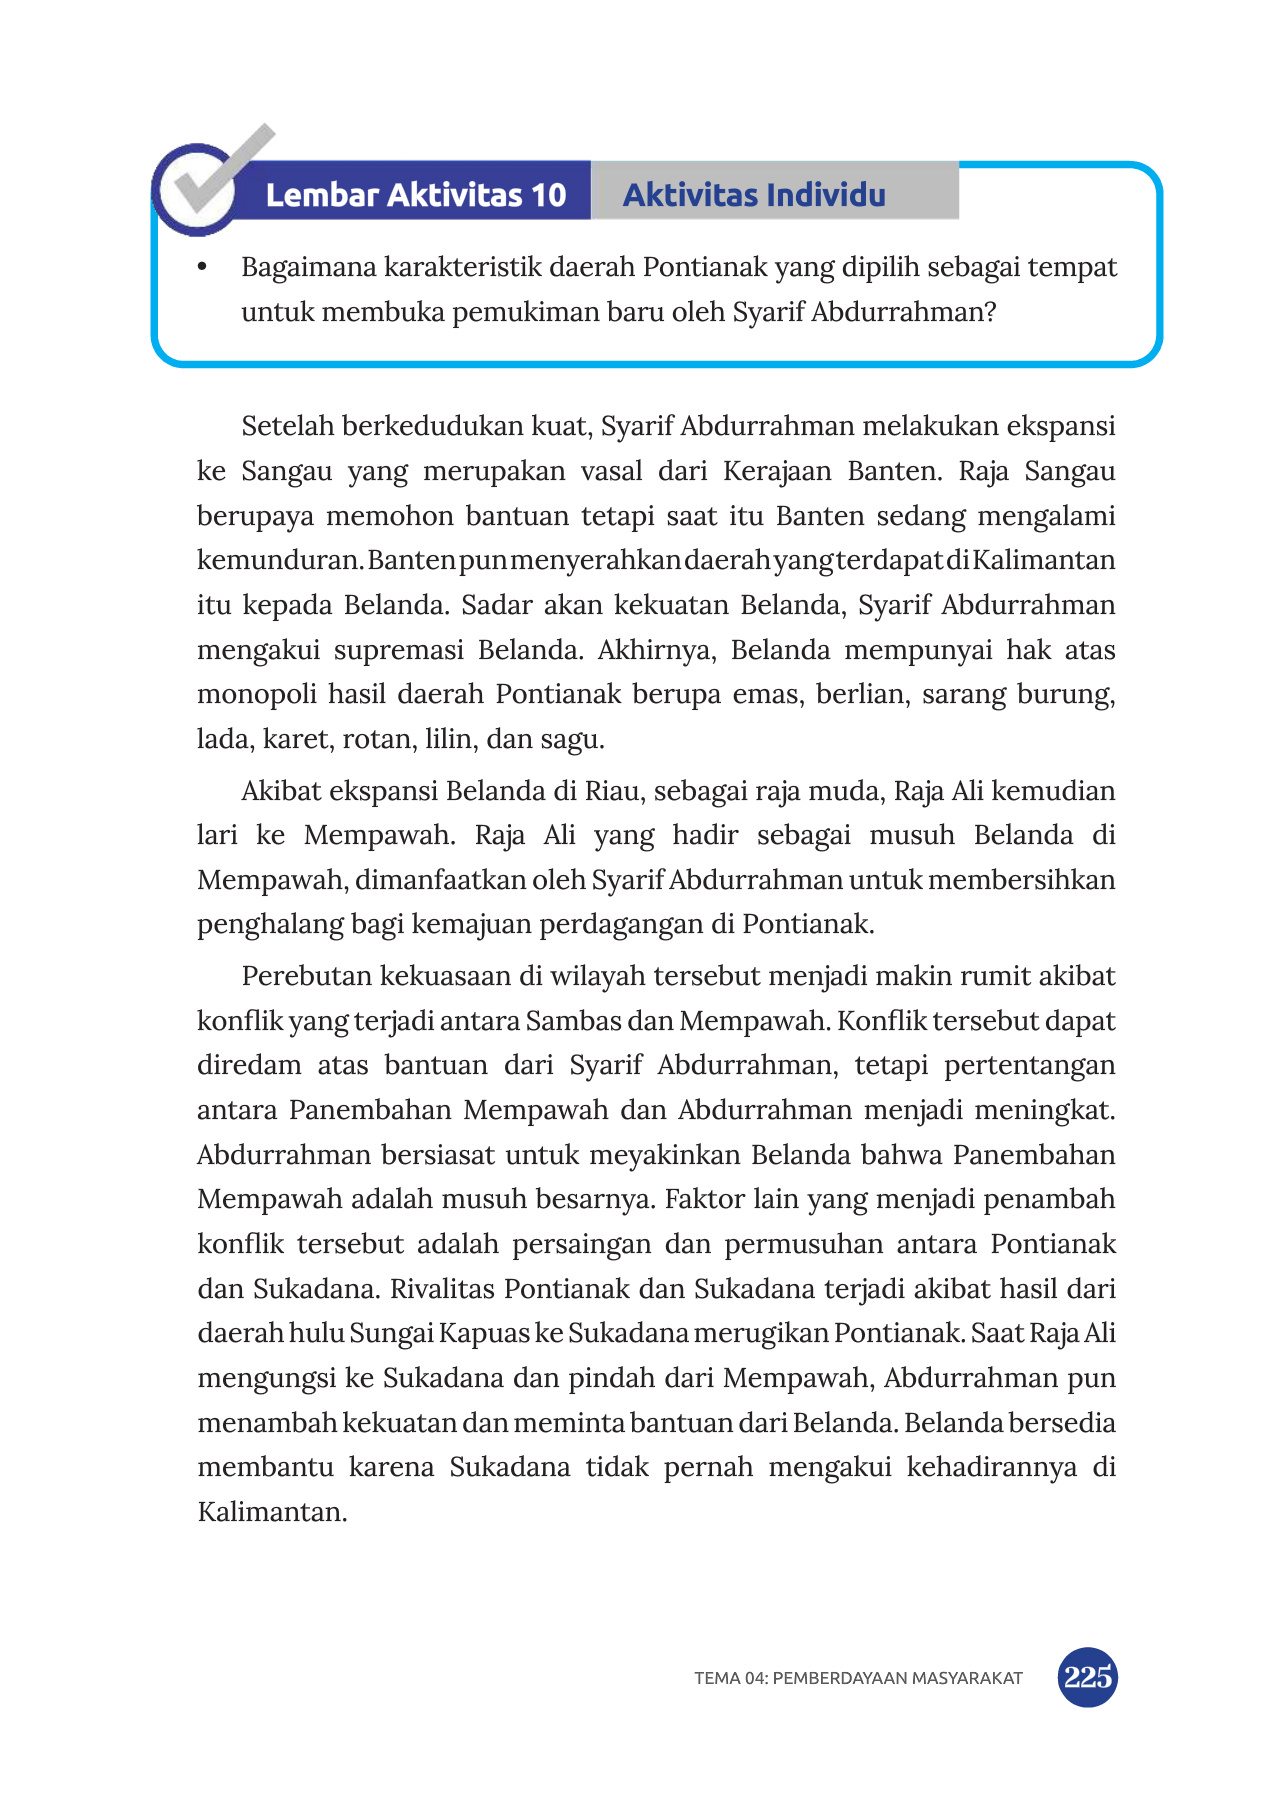 Lembar Aktivitas 10 Aktivitas Individu
• Bagaimana karakteristik daerah Pontianak yang dipilih sebagai tempat
untuk membuka pemukiman baru oleh Syarif Abdurrahman?
Setelah berkedudukan kuat, Syarif Abdurrahman melakukan ekspansi
ke Sangau yang merupakan vasal dari Kerajaan Banten. Raja Sangau
berupaya memohon bantuan tetapi saat itu Banten sedang mengalami
kemunduran. Banten pun menyerahkan daerah yang terdapat di Kalimantan
itu kepada Belanda. Sadar akan kekuatan Belanda, Syarif Abdurrahman
mengakui supremasi Belanda. Akhirnya, Belanda mempunyai hak atas
monopoli hasil daerah Pontianak berupa emas, berlian, sarang burung,
lada, karet, rotan, lilin, dan sagu.
Akibat ekspansi Belanda di Riau, sebagai raja muda, Raja Ali kemudian
lari ke Mempawah. Raja Ali yang hadir sebagai musuh Belanda di
Mempawah, dimanfaatkan oleh Syarif Abdurrahman untuk membersihkan
penghalang bagi kemajuan perdagangan di Pontianak.
Perebutan kekuasaan di wilayah tersebut menjadi makin rumit akibat
konflik yang terjadi antara Sambas dan Mempawah. Konflik tersebut dapat
diredam atas bantuan dari Syarif Abdurrahman, tetapi pertentangan
antara Panembahan Mempawah dan Abdurrahman menjadi meningkat.
Abdurrahman bersiasat untuk meyakinkan Belanda bahwa Panembahan
Mempawah adalah musuh besarnya. Faktor lain yang menjadi penambah
konflik tersebut adalah persaingan dan permusuhan antara Pontianak
dan Sukadana. Rivalitas Pontianak dan Sukadana terjadi akibat hasil dari
daerah hulu Sungai Kapuas ke Sukadana merugikan Pontianak. Saat Raja Ali
mengungsi ke Sukadana dan pindah dari Mempawah, Abdurrahman pun
menambah kekuatan dan meminta bantuan dari Belanda. Belanda bersedia
membantu karena Sukadana tidak pernah mengakui kehadirannya di
Kalimantan.
TEMA 04: PEMBERDAYAAN MASYARAKAT 225